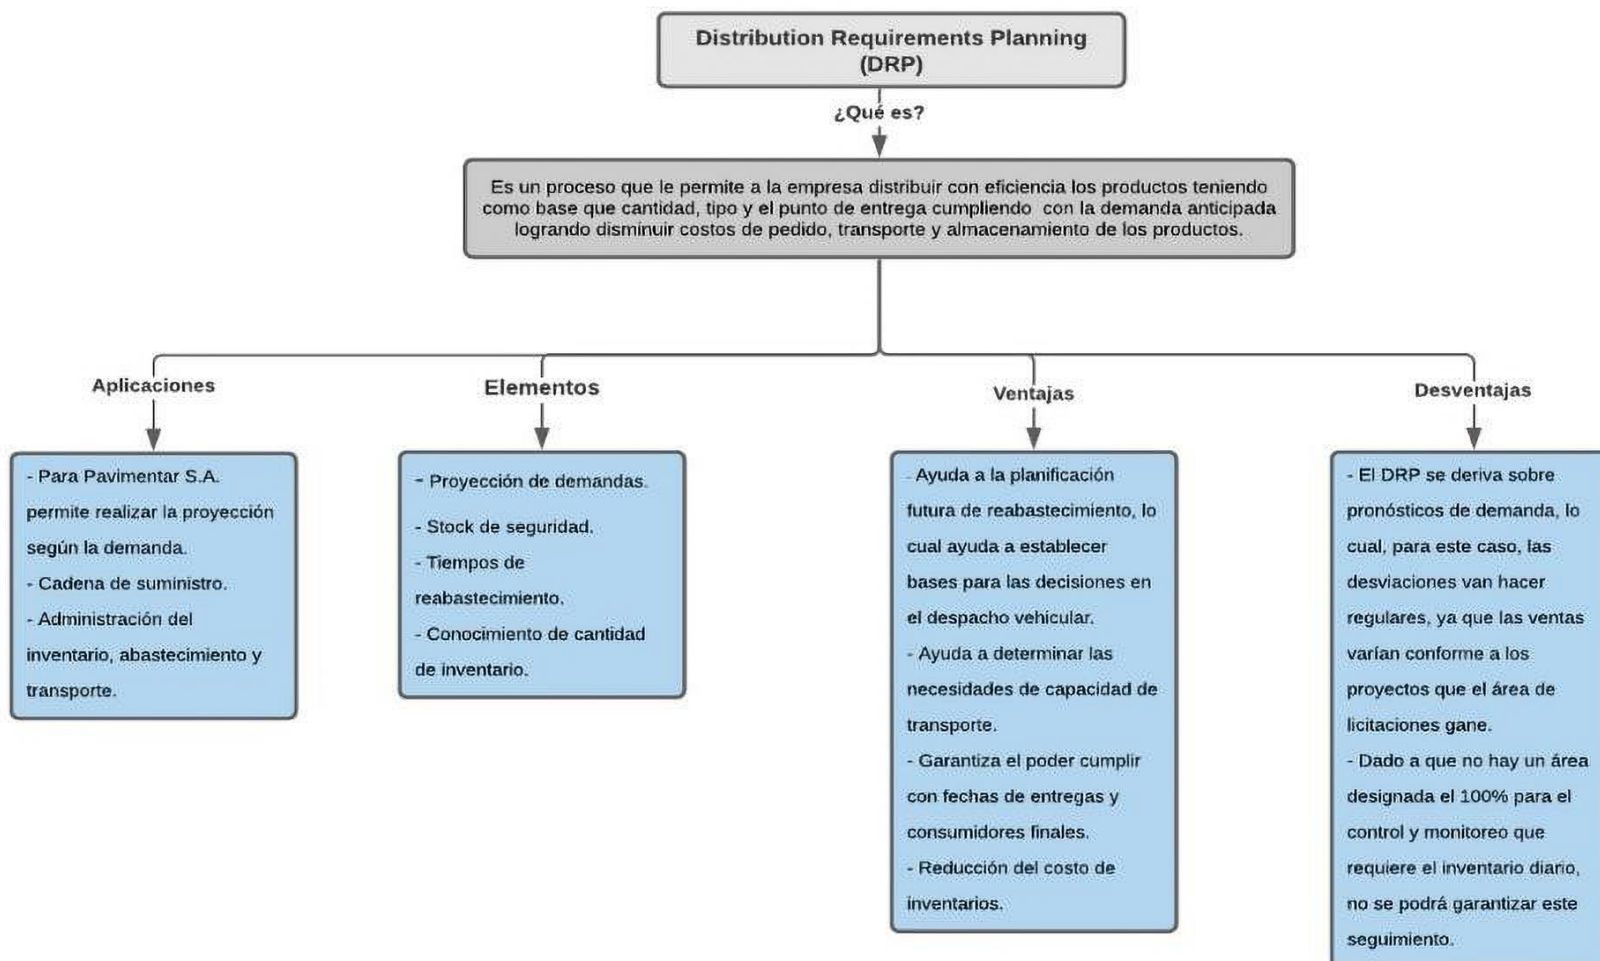 Distribution Requirements Planning
(DRP)
¿Qué es?
Es un proceso que le permite a la empresa distribuir con eficiencia los productos teniendo
como base que cantidad, tipo y el punto de entrega cumpliendo con la demanda anticipada
logrando disminuir costos de pedido, transporte y almacenamiento de los productos.
Aplicaciones
- Para Pavimentar S.A.
permite realizar la proyección
según la demanda.
- Cadena de suministro.
- Administración del
inventario, abastecimiento y
transporte.
Elementos
- Proyección de demandas.
- Stock de seguridad.
- Tiempos de
reabastecimiento.
- Conocimiento de cantidad
de inventario.
Ventajas
- Ayuda a la planificación
futura de reabastecimiento, lo
cual ayuda a establecer
bases para las decisiones en
el despacho vehicular.
- Ayuda a determinar las
necesidades de capacidad de
transporte.
- Garantiza el poder cumplir
con fechas de entregas y
consumidores finales.
- Reducción del costo de
inventarios.
Desventajas
- El DRP se deriva sobre
pronósticos de demanda, lo
cual, para este caso, las
desviaciones van hacer
regulares, ya que las ventas
varían conforme a los
proyectos que el área de
licitaciones gane.
- Dado a que no hay un área
designada el 100% para el
control y monitoreo que
requiere el inventario diario,
no se podrá garantizar este
seguimiento.